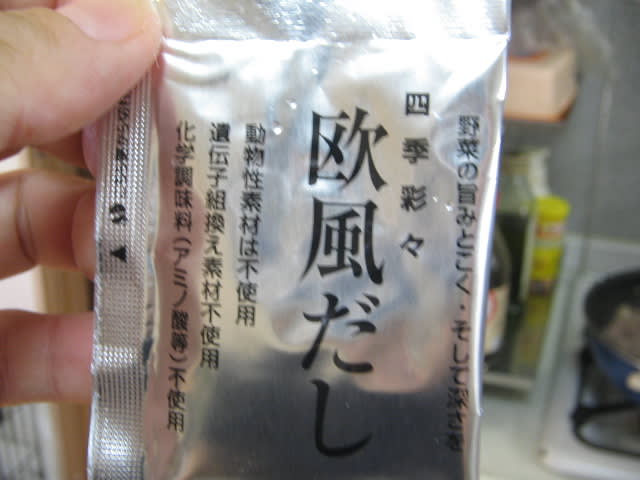 野菜の旨みとこく・そして深さを
四季彩々
欧風だし
動物性素材は不使用
遺伝子組換え素材不使用
化学調味料(アミノ酸等)不使用